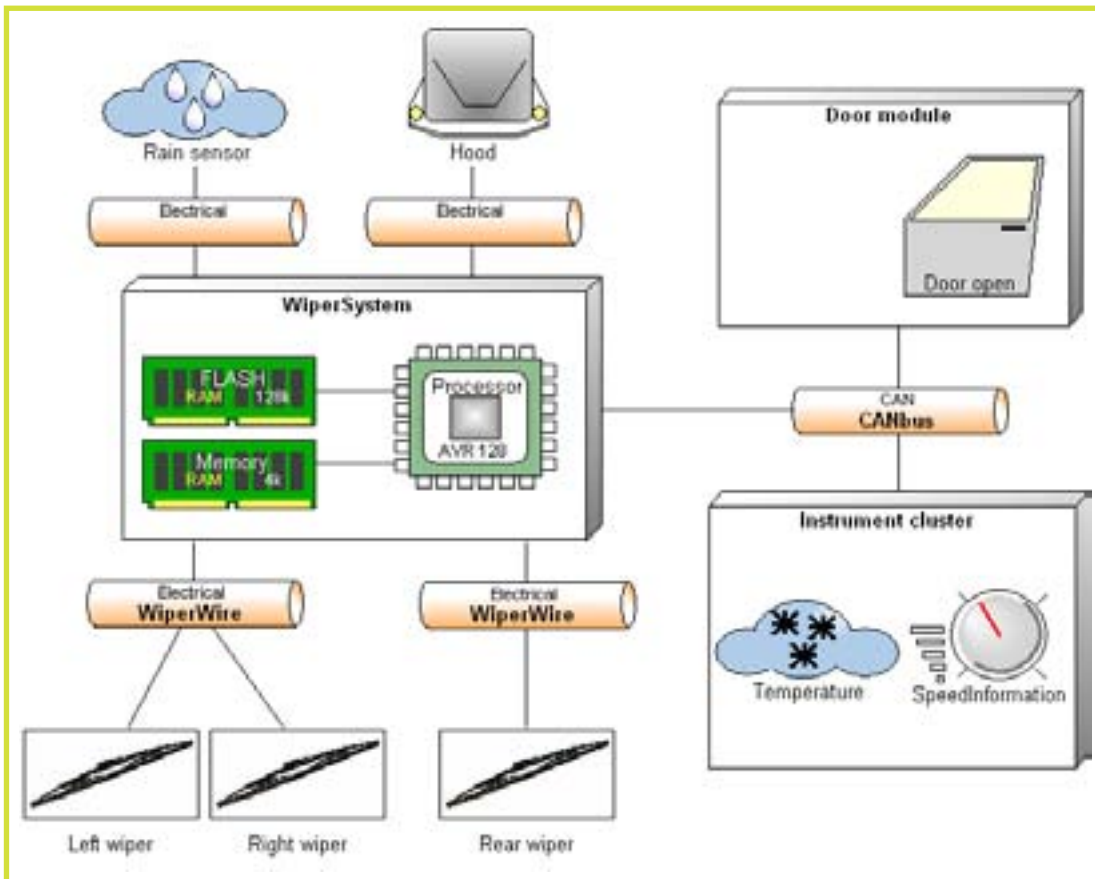 Rain sensor
Hood
Electrical
Electrical
Door module
Door open
WiperSystem
FLASH
RAM 128k
Memory
RAM 4k
Processor
AVR 128
CAN
CANbus
Instrument cluster
Temperature
SpeedInformation
Electrical
WiperWire
Electrical
WiperWire
Left wiper
Right wiper
Rear wiper